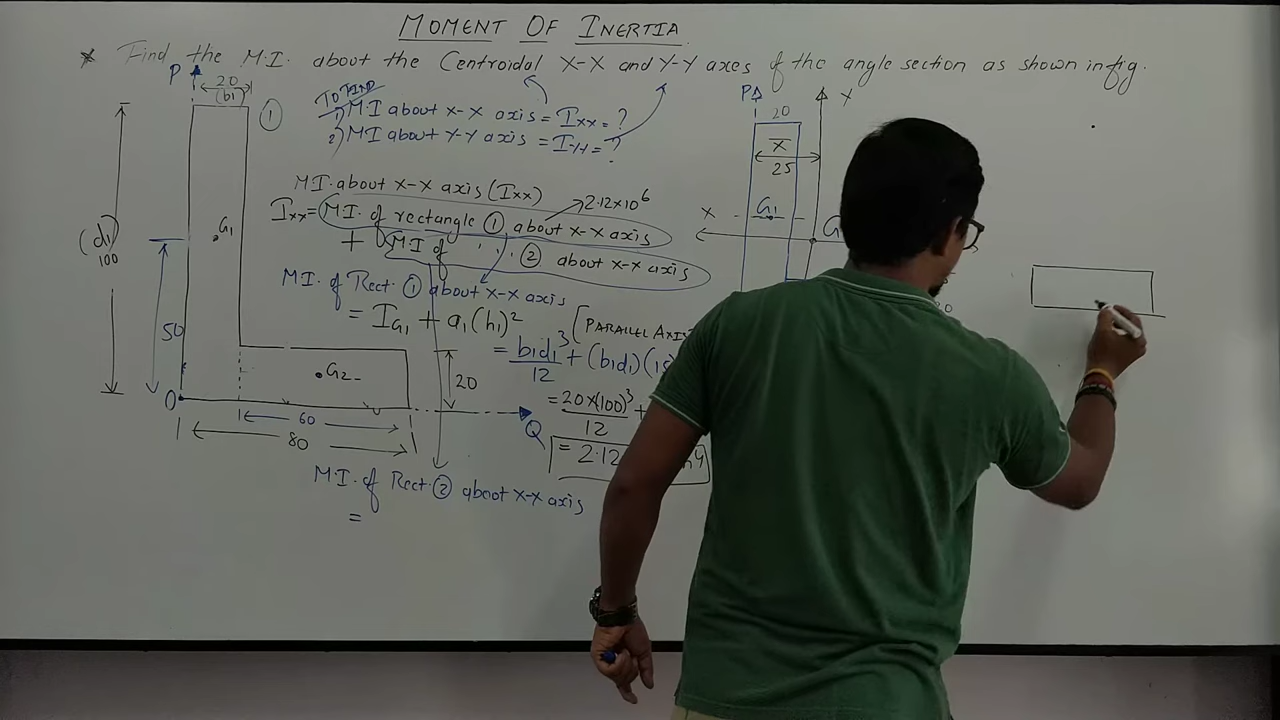 MOMENT OF INERTIA
* Find the M.I. about the Centroidal X-X and Y-Y axes of the angle section as shown in fig.
P
20
(b1)
1
(d1)
100
G1
50
G2
20
O
60
80
Q
TO FIND
1) M.I about X-X axis = Ixx = ?
2) M.I about Y-Y axis = Iyy = ?
M.I. about X-X axis (Ixx)
Ixx = M.I. of rectangle 1 about X-X axis
2.12×10^6
+ M.I of ,, 2 about X-X axis
M.I. of Rect. 1 about X-X axis
= IG1 + a1(h1)^2 [PARALLEL AXIS
= b1d1^3/12 + (b1d1)(15
= 20×(100)^3/12 +
= 2.12
M.I. of Rect. 2 about X-X axis
=
P
Y
20
X̄
25
X
G1
G